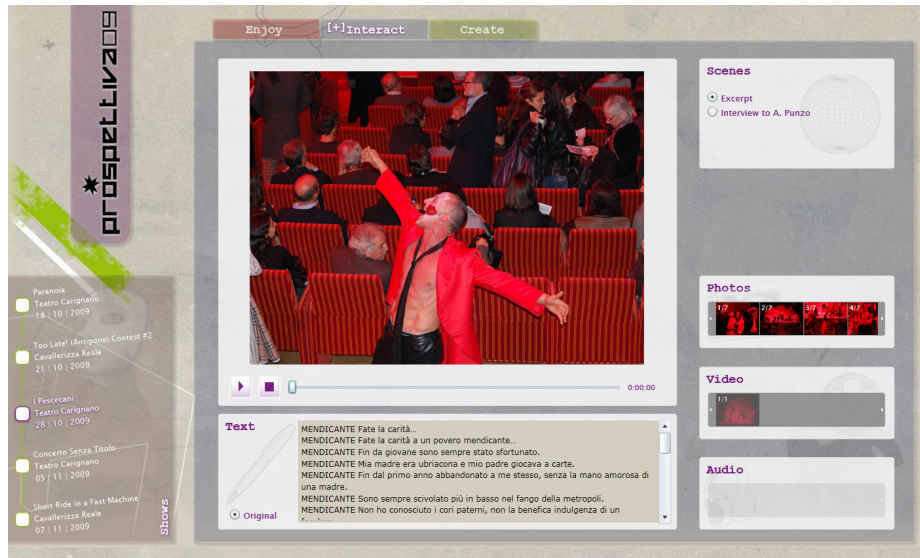 prospettiva09
Enjoy
[+]Interact
Create
Scenes
Excerpt
Interview to A. Punzo
Photos
1/7
2/7
3/7
4/7
Video
1/1
Audio
0:00:00
Text
Original
MENDICANTE Fate la carità...
MENDICANTE Fate la carità a un povero mendicante...
MENDICANTE Fin da giovane sono sempre stato sfortunato.
MENDICANTE Mia madre era ubriacona e mio padre giocava a carte.
MENDICANTE Fin dal primo anno abbandonato a me stesso, senza la mano amorosa di
una madre.
MENDICANTE Sono sempre scivolato più in basso nel fango della metropoli.
MENDICANTE Non ho conosciuto i cori paterni, non la benefica indulgenza di un
Paranoia
Teatro Carignano
18 | 10 | 2009
Too Late! (Antigone) Contest #2
Cavallerizza Reale
21 | 10 | 2009
I Pescecani
Teatro Carignano
28 | 10 | 2009
Concerto Senza Titolo
Teatro Carignano
05 | 11 | 2009
Short Ride in a Fast Machine
Cavallerizza Reale
07 | 11 | 2009
Shows